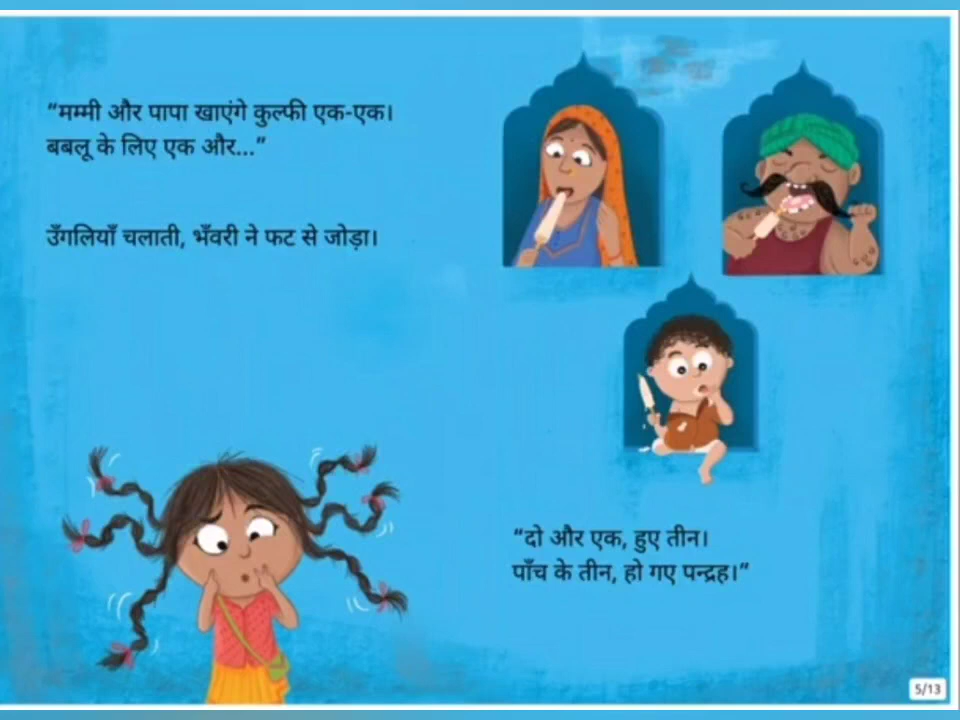 “मम्मी और पापा खाएंगे कुल्फी एक-एक।
बबलू के लिए एक और...”
उँगलियाँ चलाती, भँवरी ने फट से जोड़ा।
“दो और एक, हुए तीन।
पाँच के तीन, हो गए पन्द्रह।”
5/13